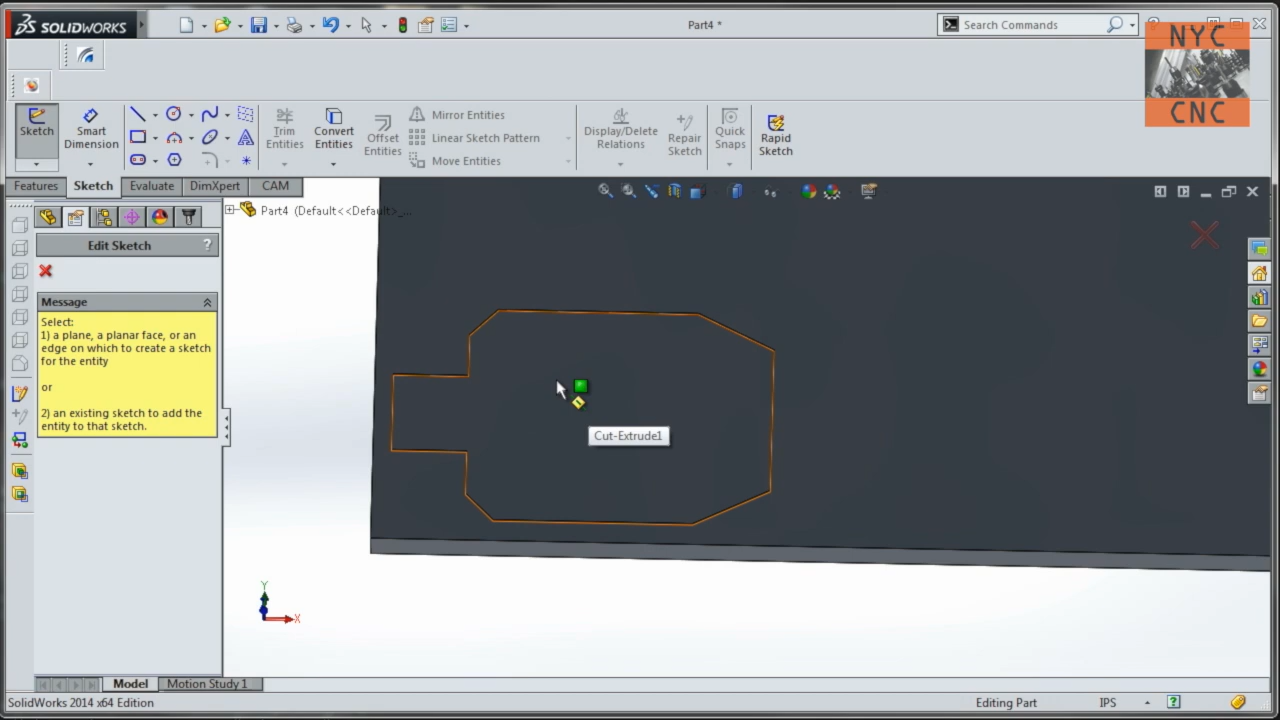 SOLIDWORKS
Part4 *
Search Commands
?
NYC
CNC
Sketch
Smart
Dimension
Trim
Entities
Convert
Entities
Offset
Entities
Mirror Entities
Linear Sketch Pattern
Move Entities
Display/Delete
Relations
Repair
Sketch
Quick
Snaps
Rapid
Sketch
Features
Sketch
Evaluate
DimXpert
CAM
Part4 (Default<<Default>_...
Edit Sketch
?
Message
Select:
1) a plane, a planar face, or an
edge on which to create a sketch
for the entity
or
2) an existing sketch to add the
entity to that sketch.
Cut-Extrude1
Y
X
Model
Motion Study 1
SolidWorks 2014 x64 Edition
Editing Part
IPS
?